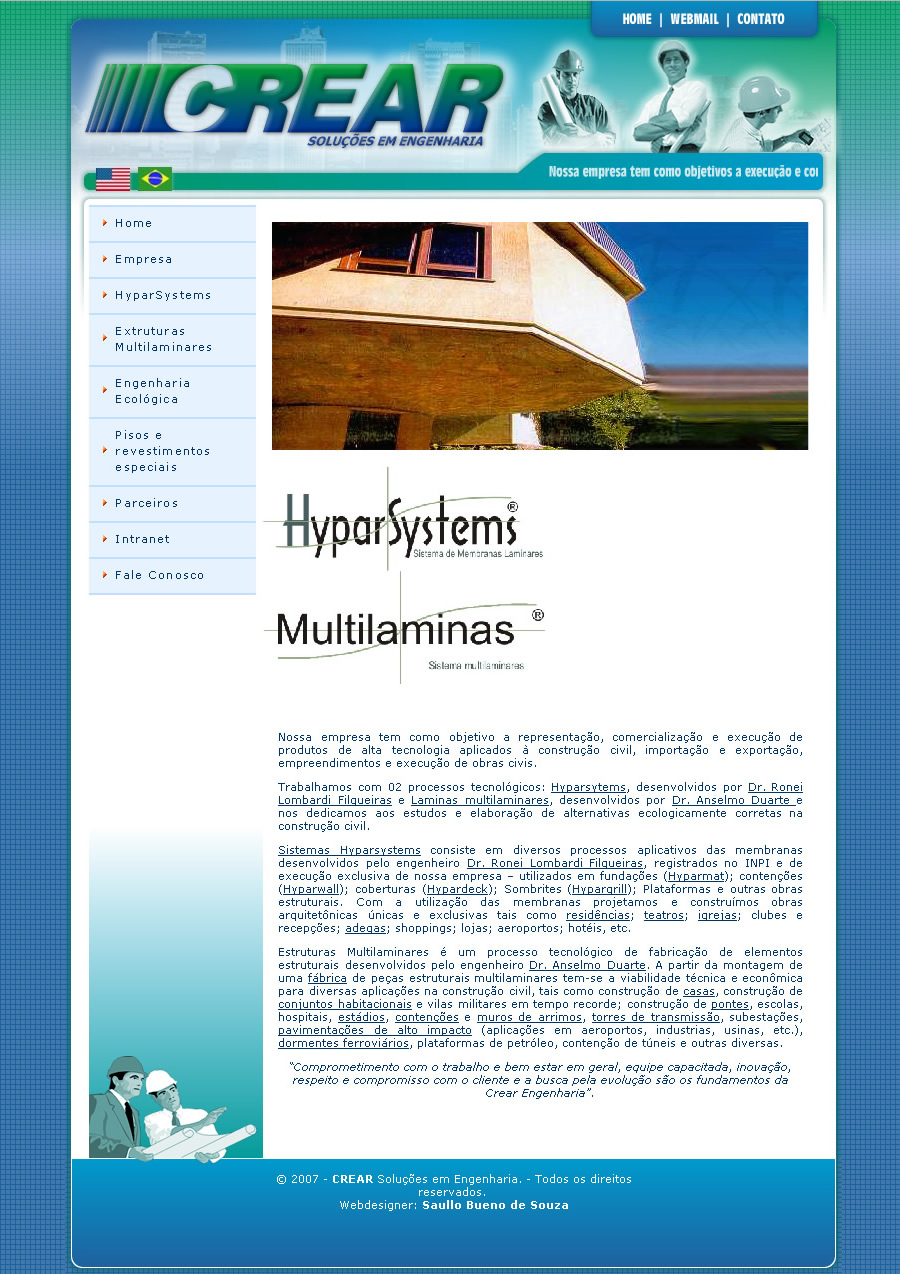 HOME | WEBMAIL | CONTATO
CREAR
SOLUÇÕES EM ENGENHARIA
Nossa empresa tem como objetivos a execução e co
Home
Empresa
HyparSystems
Extruturas
Multilaminares
Engenharia
Ecológica
Pisos e
revestimentos
especiais
Parceiros
Intranet
Fale Conosco
HyparSystems ®
Sistema de Membranas Laminares
Multilaminas ®
Sistema multilaminares
Nossa empresa tem como objetivo a representação, comercialização e execução de
produtos de alta tecnologia aplicados à construção civil, importação e exportação,
empreendimentos e execução de obras civis.
Trabalhamos com 02 processos tecnológicos: Hyparsytems, desenvolvidos por Dr. Ronei
Lombardi Filgueiras e Laminas multilaminares, desenvolvidos por Dr. Anselmo Duarte e
nos dedicamos aos estudos e elaboração de alternativas ecologicamente corretas na
construção civil.
Sistemas Hyparsystems consiste em diversos processos aplicativos das membranas
desenvolvidos pelo engenheiro Dr. Ronei Lombardi Filgueiras, registrados no INPI e de
execução exclusiva de nossa empresa – utilizados em fundações (Hyparmat); contenções
(Hyparwall); coberturas (Hypardeck); Sombrites (Hypargrill); Plataformas e outras obras
estruturais. Com a utilização das membranas projetamos e construímos obras
arquitetônicas únicas e exclusivas tais como residências; teatros; igrejas; clubes e
recepções; adegas; shoppings; lojas; aeroportos; hotéis, etc.
Estruturas Multilaminares é um processo tecnológico de fabricação de elementos
estruturais desenvolvidos pelo engenheiro Dr. Anselmo Duarte. A partir da montagem de
uma fábrica de peças estruturais multilaminares tem-se a viabilidade técnica e econômica
para diversas aplicações na construção civil, tais como construção de casas, construção de
conjuntos habitacionais e vilas militares em tempo recorde; construção de pontes, escolas,
hospitais, estádios, contenções e muros de arrimos, torres de transmissão, subestações,
pavimentações de alto impacto (aplicações em aeroportos, industrias, usinas, etc.),
dormentes ferroviários, plataformas de petróleo, contenção de túneis e outras diversas.
"Comprometimento com o trabalho e bem estar em geral, equipe capacitada, inovação,
respeito e compromisso com o cliente e a busca pela evolução são os fundamentos da
Crear Engenharia".
© 2007 - CREAR Soluções em Engenharia. - Todos os direitos
reservados.
Webdesigner: Saullo Bueno de Souza